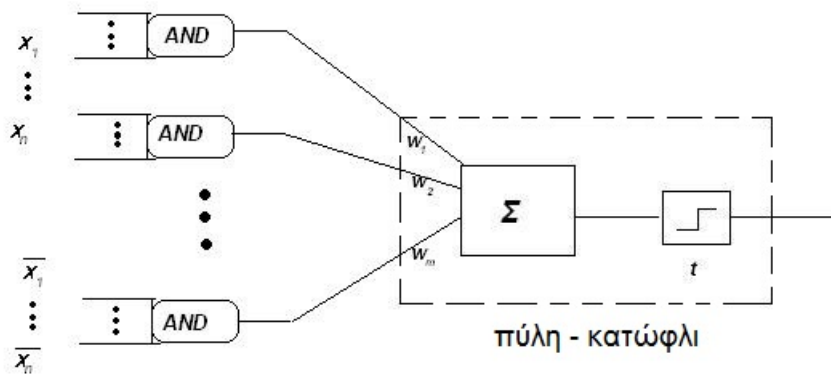 AND
x₁
⋮
xₙ
AND
w₁
w₂
Σ
t
wₘ
x̅₁
⋮
x̅ₙ
AND
πύλη - κατώφλι